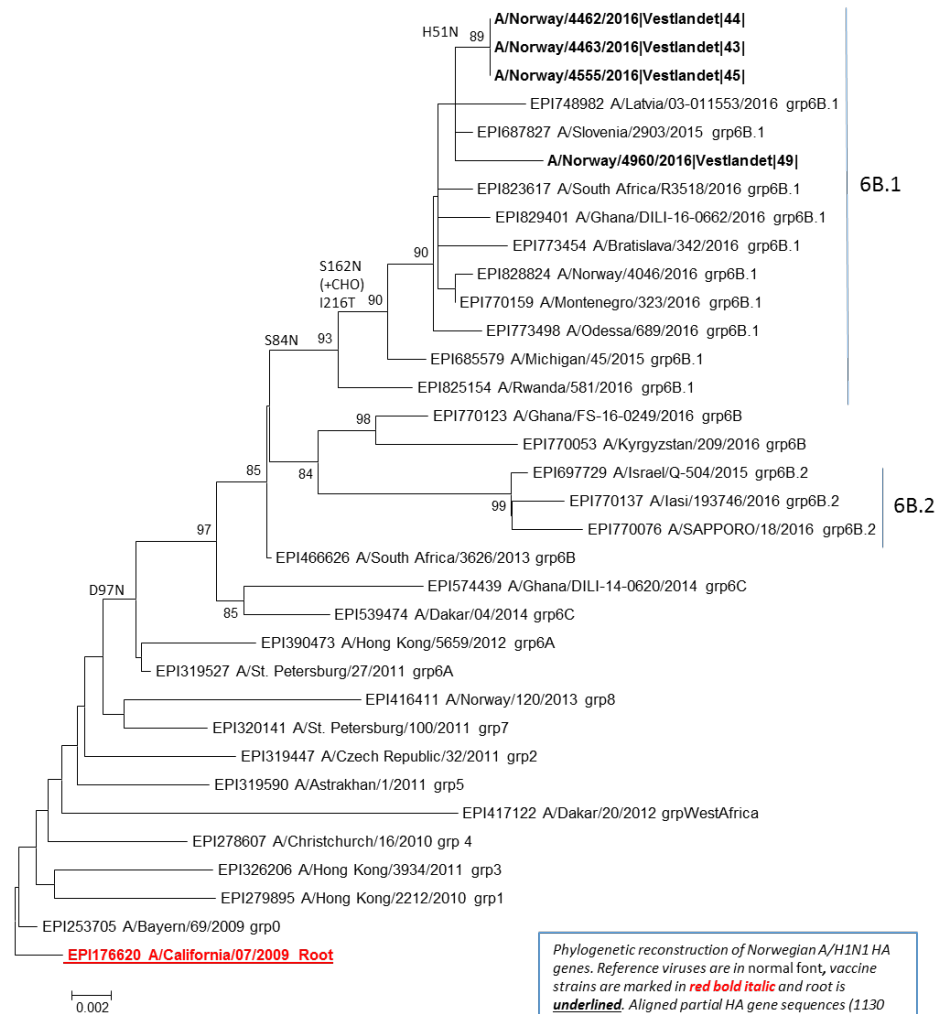 A/Norway/4462/2016|Vestlandet|44|
H51N
89
A/Norway/4463/2016|Vestlandet|43|
A/Norway/4555/2016|Vestlandet|45|
EPI748982 A/Latvia/03-011553/2016 grp6B.1
EPI687827 A/Slovenia/2903/2015 grp6B.1
A/Norway/4960/2016|Vestlandet|49|
6B.1
EPI823617 A/South Africa/R3518/2016 grp6B.1
EPI829401 A/Ghana/DILI-16-0662/2016 grp6B.1
90
EPI773454 A/Bratislava/342/2016 grp6B.1
S162N
(+CHO)
I216T
EPI828824 A/Norway/4046/2016 grp6B.1
90
EPI770159 A/Montenegro/323/2016 grp6B.1
EPI773498 A/Odessa/689/2016 grp6B.1
S84N
93
EPI685579 A/Michigan/45/2015 grp6B.1
EPI825154 A/Rwanda/581/2016 grp6B.1
EPI770123 A/Ghana/FS-16-0249/2016 grp6B
98
EPI770053 A/Kyrgyzstan/209/2016 grp6B
85
84
EPI697729 A/Israel/Q-504/2015 grp6B.2
EPI770137 A/Iasi/193746/2016 grp6B.2
99
6B.2
EPI770076 A/SAPPORO/18/2016 grp6B.2
97
EPI466626 A/South Africa/3626/2013 grp6B
EPI574439 A/Ghana/DILI-14-0620/2014 grp6C
D97N
85
EPI539474 A/Dakar/04/2014 grp6C
EPI390473 A/Hong Kong/5659/2012 grp6A
EPI319527 A/St. Petersburg/27/2011 grp6A
EPI416411 A/Norway/120/2013 grp8
EPI320141 A/St. Petersburg/100/2011 grp7
EPI319447 A/Czech Republic/32/2011 grp2
EPI319590 A/Astrakhan/1/2011 grp5
EPI417122 A/Dakar/20/2012 grpWestAfrica
EPI278607 A/Christchurch/16/2010 grp 4
EPI326206 A/Hong Kong/3934/2011 grp3
EPI279895 A/Hong Kong/2212/2010 grp1
EPI253705 A/Bayern/69/2009 grp0
EPI176620 A/California/07/2009 Root
0.002
Phylogenetic reconstruction of Norwegian A/H1N1 HA
genes. Reference viruses are in normal font, vaccine
strains are marked in red bold italic and root is
underlined. Aligned partial HA gene sequences (1130